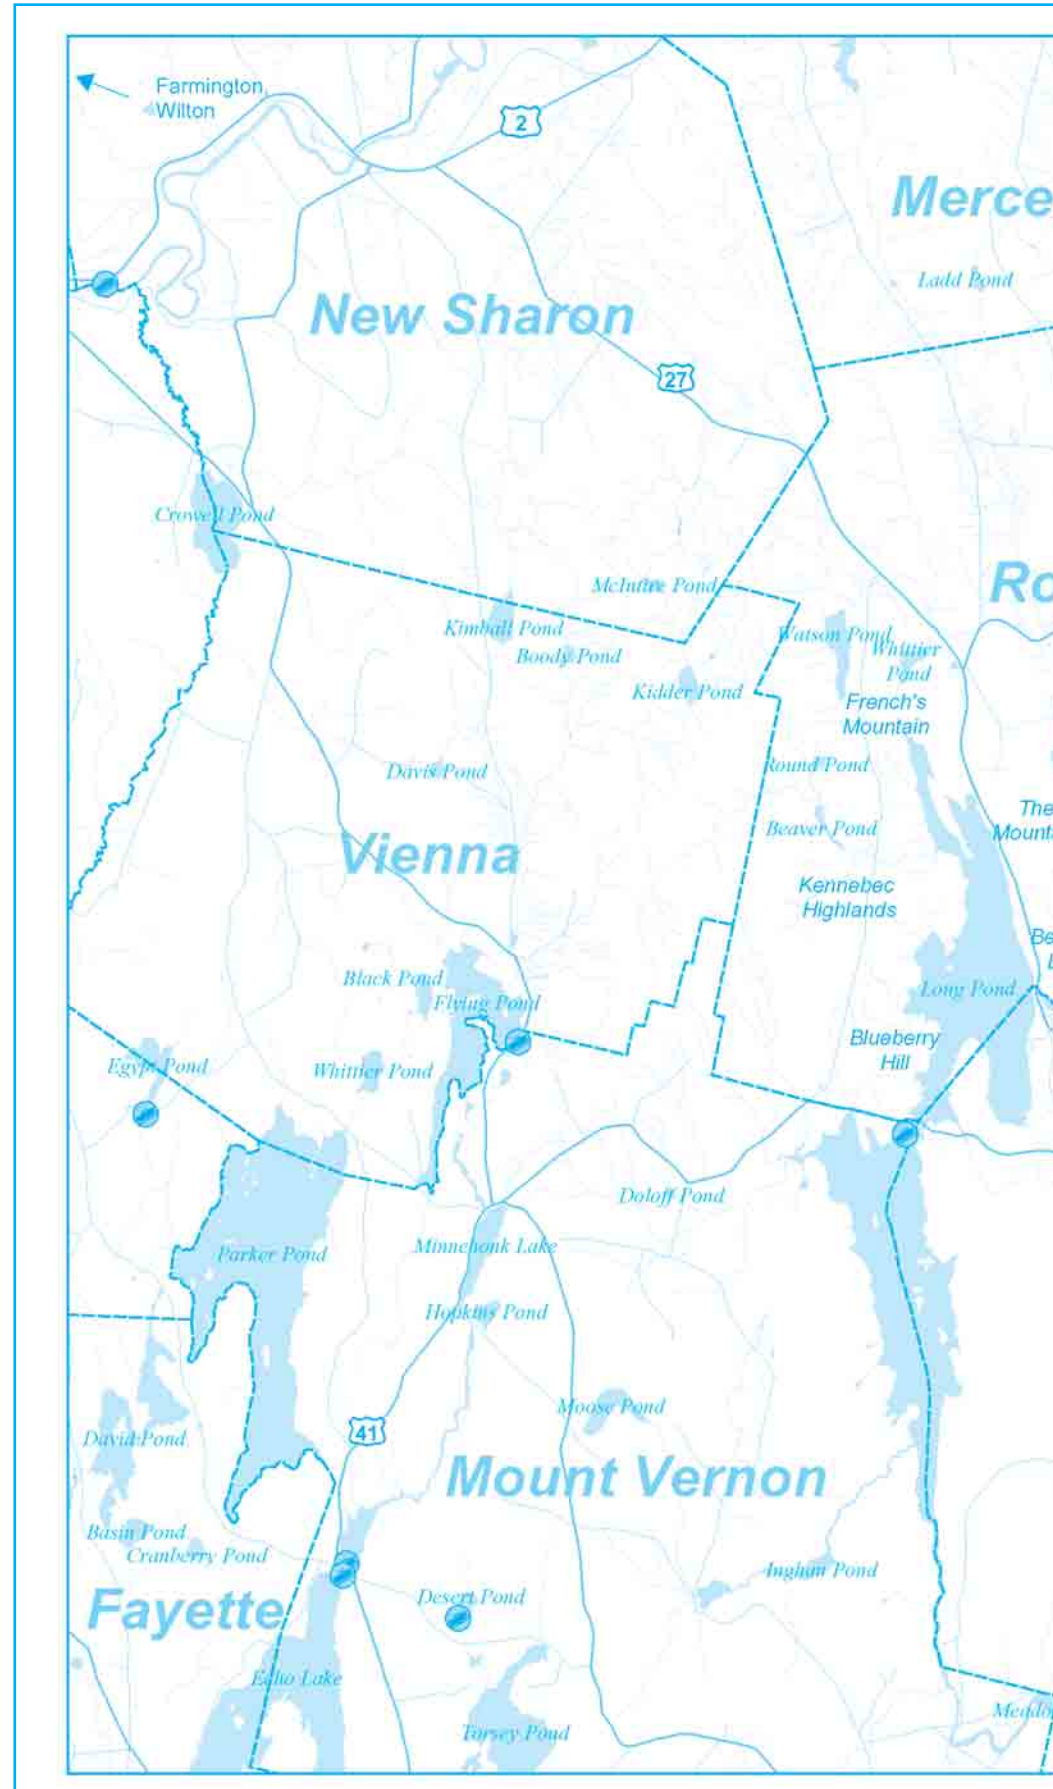 Farmington,
Wilton
2
Merce
Ladd Pond
New Sharon
27
Crowell Pond
McIntire Pond
Ro
Kimball Pond
Watson Pond
Boody Pond
Whittier
Pond
Kidder Pond
French's
Mountain
Davis Pond
Round Pond
The
Mounta
Beaver Pond
Vienna
Kennebec
Highlands
Be
L
Black Pond
Flying Pond
Long Pond
Blueberry
Hill
Egypt Pond
Whittier Pond
Doloff Pond
Parker Pond
Minnehonk Lake
Hopkins Pond
Moose Pond
41
David Pond
Mount Vernon
Basin Pond
Cranberry Pond
Ingham Pond
Fayette
Desert Pond
Echo Lake
Meado
Torsey Pond